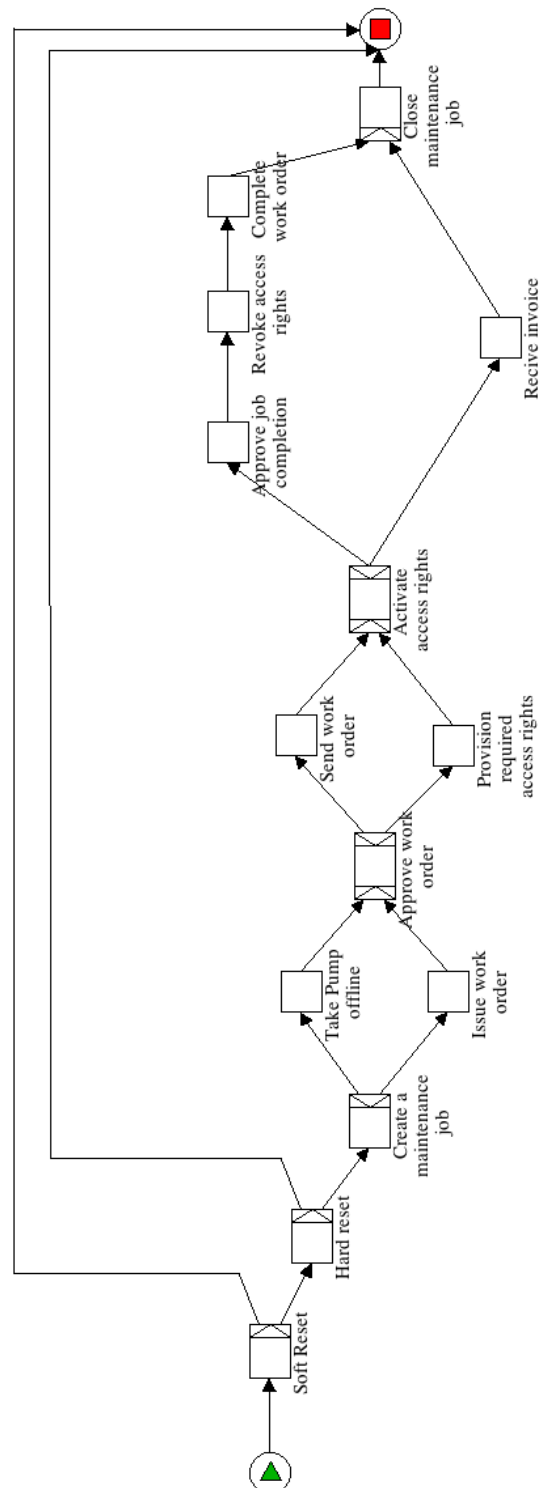 Soft Reset
Hard reset
Create a
maintenance
job
Take Pump
offline
Issue work
order
Approve work
order
Send work
order
Provision
required
access rights
Activate
access rights
Approve job
completion
Revoke access
rights
Complete
work order
Recive invoice
Close
maintenance
job